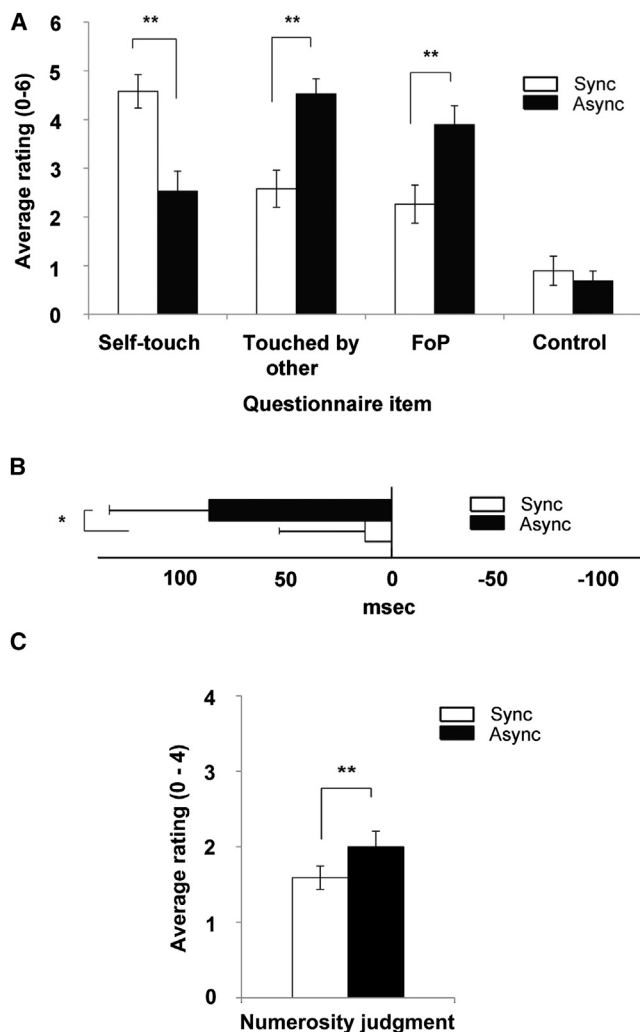 A
Average rating (0-6)
6
5
4
3
2
1
0
**
**
**
Sync
Async
Self-touch
Touched by other
FoP
Control
Questionnaire item
B
*
Sync
Async
100
50
0
-50
-100
msec
C
Average rating (0 - 4)
4
3
2
1
0
**
Sync
Async
Numerosity judgment